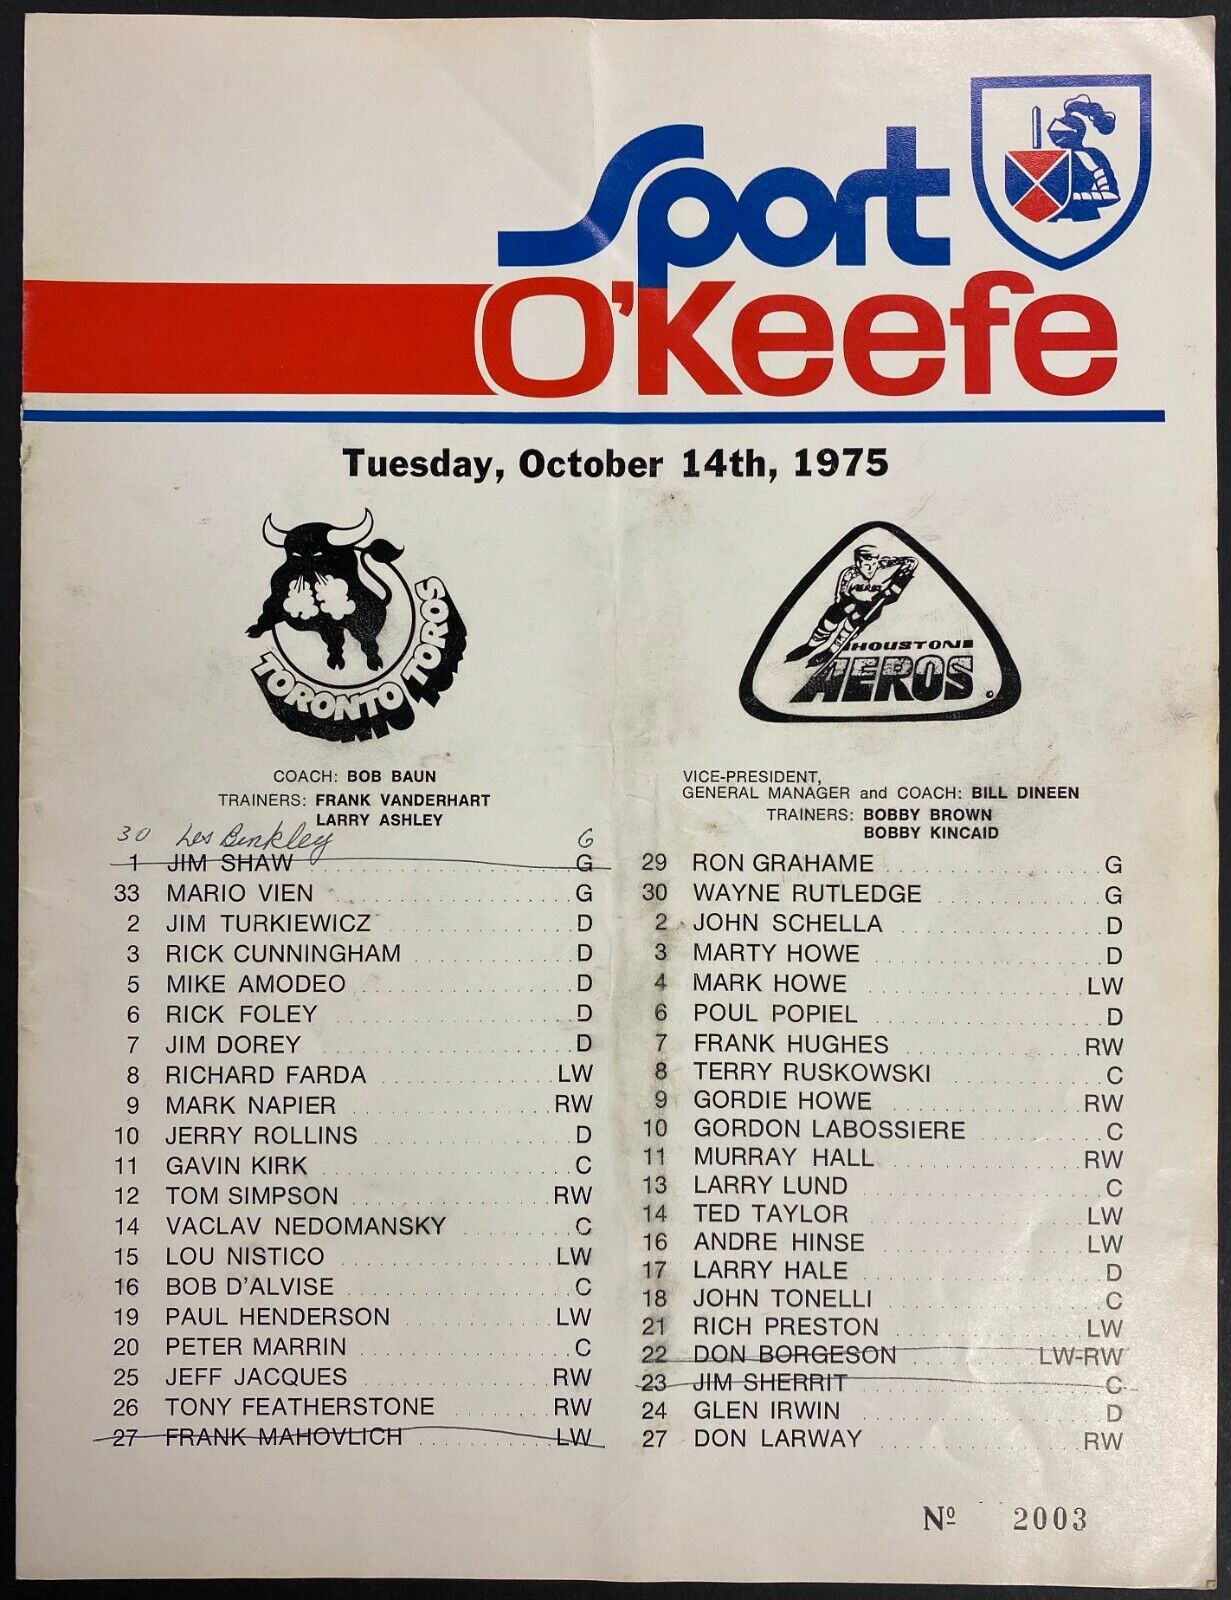 Sport
O'Keefe
Tuesday, October 14th, 1975
TORONTO TOROS
COACH: BOB BAUN
TRAINERS: FRANK VANDERHART
LARRY ASHLEY
30 Les Binkley G
1 JIM SHAW G
33 MARIO VIEN G
2 JIM TURKIEWICZ D
3 RICK CUNNINGHAM D
5 MIKE AMODEO D
6 RICK FOLEY D
7 JIM DOREY D
8 RICHARD FARDA LW
9 MARK NAPIER RW
10 JERRY ROLLINS D
11 GAVIN KIRK C
12 TOM SIMPSON RW
14 VACLAV NEDOMANSKY C
15 LOU NISTICO LW
16 BOB D'ALVISE C
19 PAUL HENDERSON LW
20 PETER MARRIN C
25 JEFF JACQUES RW
26 TONY FEATHERSTONE RW
27 FRANK MAHOVLICH LW
AEROS
HOUSTON
AEROS
VICE-PRESIDENT,
GENERAL MANAGER and COACH: BILL DINEEN
TRAINERS: BOBBY BROWN
BOBBY KINCAID
29 RON GRAHAME G
30 WAYNE RUTLEDGE G
2 JOHN SCHELLA D
3 MARTY HOWE D
4 MARK HOWE LW
6 POUL POPIEL D
7 FRANK HUGHES RW
8 TERRY RUSKOWSKI C
9 GORDIE HOWE RW
10 GORDON LABOSSIERE C
11 MURRAY HALL RW
13 LARRY LUND C
14 TED TAYLOR LW
16 ANDRE HINSE LW
17 LARRY HALE D
18 JOHN TONELLI C
21 RICH PRESTON LW
22 DON BORGESON LW-RW
23 JIM SHERRIT C
24 GLEN IRWIN D
27 DON LARWAY RW
Nº 2003